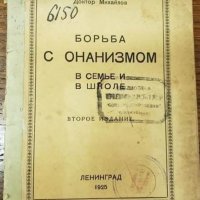 Доктор Михайлов
6150
БОРЬБА
С ОНАНИЗМОМ
В СЕМЬЕ И
В ШКОЛЕ
ВТОРОЕ ИЗДАНИЕ
ЛЕНИНГРАД
1925